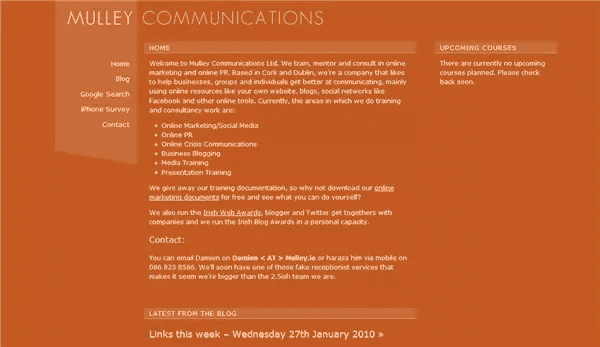 MULLEY COMMUNICATIONS
Home
Blog
Google Search
iPhone Survey
Contact
HOME
Welcome to Mulley Communications Ltd. We train, mentor and consult in online
marketing and online PR. Based in Cork and Dublin, we're a company that likes
to help businesses, groups and individuals get better at communicating, mainly
using online resources like your own website, blogs, social networks like
Facebook and other online tools. Currently, the areas in which we do training
and consultancy work are:
Online Marketing/Social Media
Online PR
Online Crisis Communications
Business Blogging
Media Training
Presentation Training
We give away our training documentation, so why not download our online
marketing documents for free and see what you can do yourself?
We also run the Irish Web Awards, blogger and Twitter get togethers with
companies and we run the Irish Blog Awards in a personal capacity.
Contact:
You can email Damien on Damien < AT > Mulley.ie or harass him via mobile on
086 825 8586. We'll soon have one of those fake receptionist services that
makes it seem we're bigger than the 2.5ish team we are.
LATEST FROM THE BLOG
Links this week – Wednesday 27th January 2010 »
UPCOMING COURSES
There are currently no upcoming
courses planned. Please check
back soon.